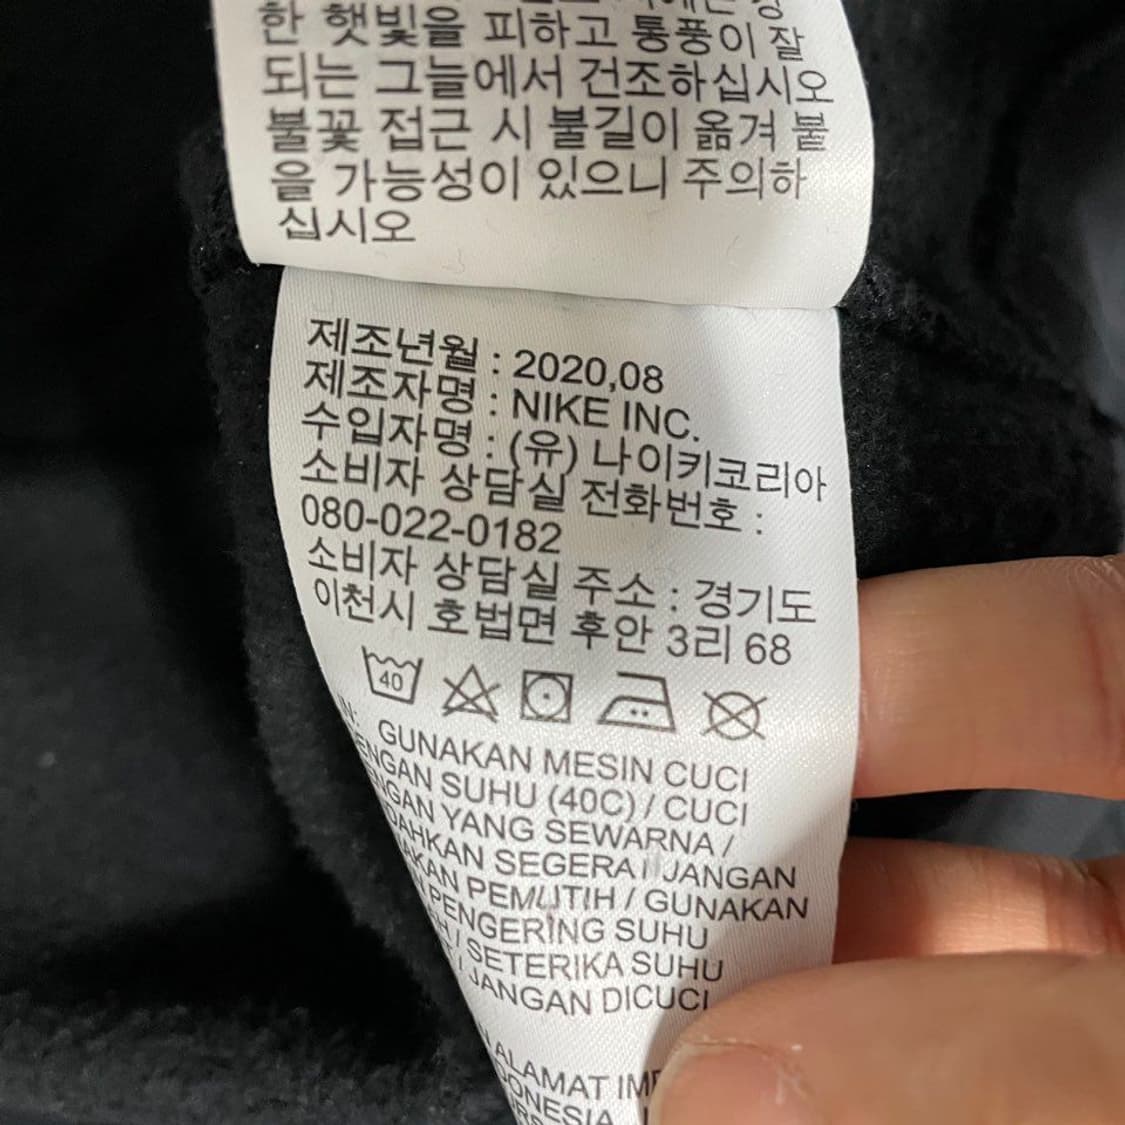 한 햇빛을 피하고 통풍이 잘
되는 그늘에서 건조하십시오
불꽃 접근 시 불길이 옮겨 붙
을 가능성이 있으니 주의하
십시오
제조년월 : 2020,08
제조자명 : NIKE INC.
수입자명 : (유) 나이키코리아
소비자 상담실 전화번호 :
080-022-0182
소비자 상담실 주소 : 경기도
이천시 호법면 후안 3리 68
40
GUNAKAN MESIN CUCI
SUHU (40C) / CUCI
YANG SEWARNA /
SEGERA / JANGAN
PEMUTIH / GUNAKAN
PENGERING SUHU
/ SETERIKA SUHU
/ JANGAN DICUCI
ALAMAT